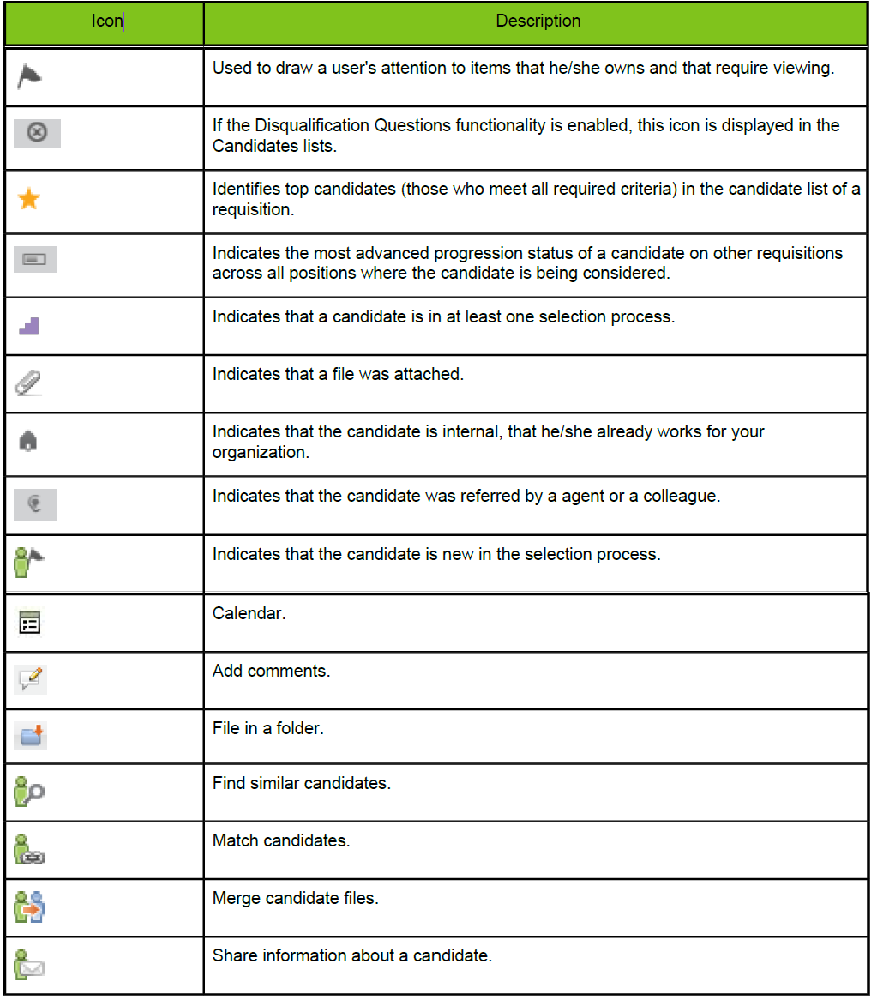 Icon
Description
Used to draw a user's attention to items that he/she owns and that require viewing.
If the Disqualification Questions functionality is enabled, this icon is displayed in the
Candidates lists.
Identifies top candidates (those who meet all required criteria) in the candidate list of a
requisition.
Indicates the most advanced progression status of a candidate on other requisitions
across all positions where the candidate is being considered.
Indicates that a candidate is in at least one selection process.
Indicates that a file was attached.
Indicates that the candidate is internal, that he/she already works for your
organization.
Indicates that the candidate was referred by a agent or a colleague.
Indicates that the candidate is new in the selection process.
Calendar.
Add comments.
File in a folder.
Find similar candidates.
Match candidates.
Merge candidate files.
Share information about a candidate.